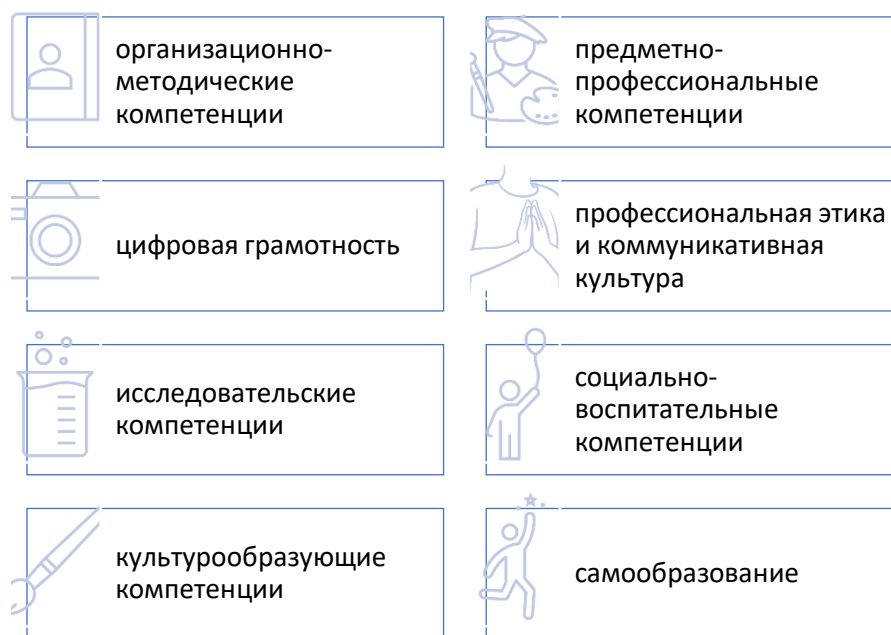 организационно-
методические
компетенции
предметно-
профессиональные
компетенции
цифровая грамотность
профессиональная этика
и коммуникативная
культура
исследовательские
компетенции
социально-
воспитательные
компетенции
культурообразующие
компетенции
самообразование